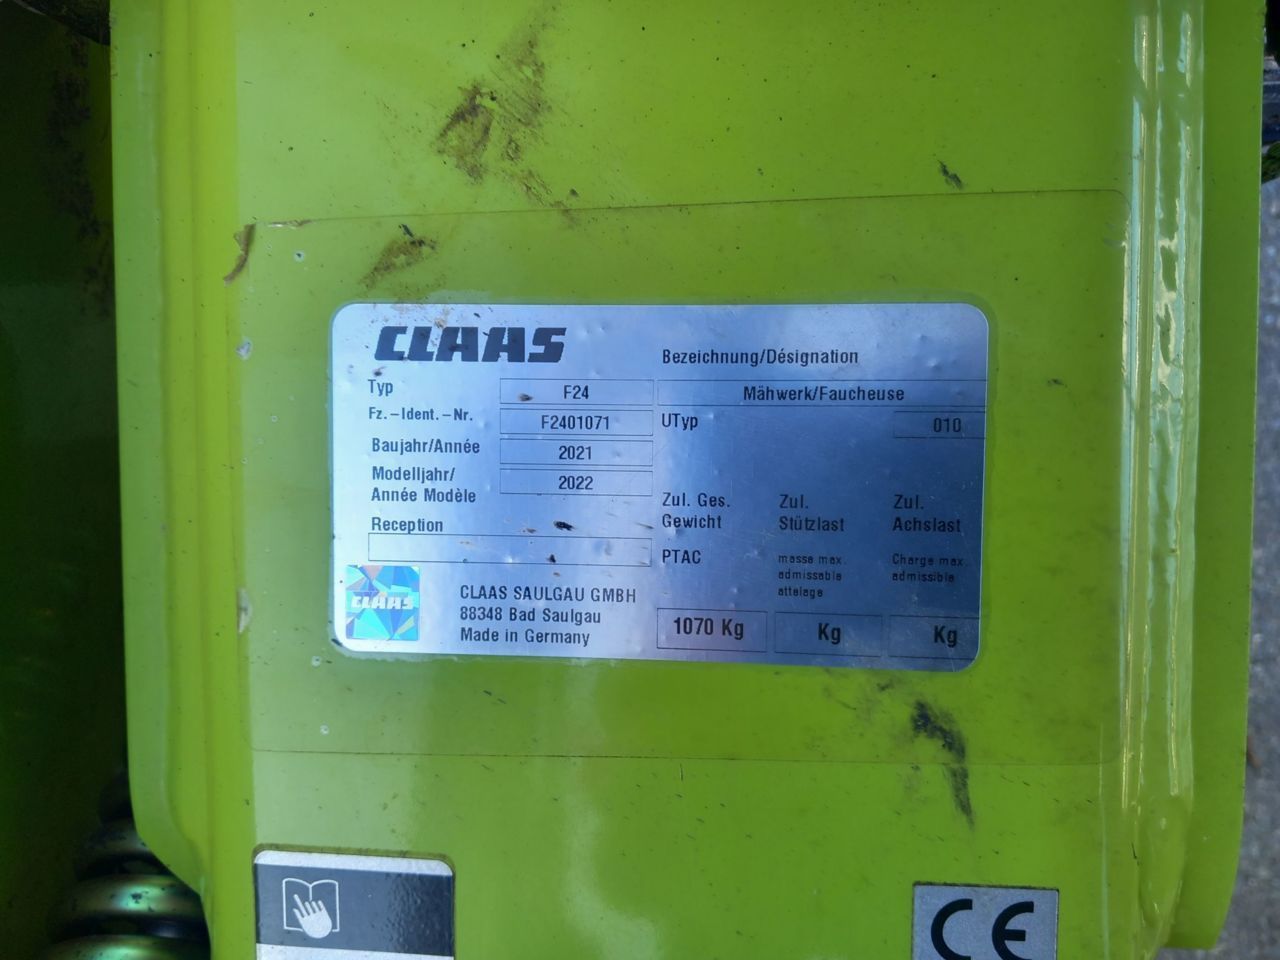 CLAAS
Bezeichnung/Désignation
Typ F24 Mähwerk/Faucheuse
Fz.-Ident.-Nr. F2401071 UTyp 010
Baujahr/Année 2021
Modelljahr/
Année Modèle 2022
Reception
Zul. Ges.
Gewicht
PTAC
1070 Kg
Zul.
Stützlast
masse max.
admissable
attelage
Kg
Zul.
Achslast
Charge max.
admissible
Kg
CLAAS
CLAAS SAULGAU GMBH
88348 Bad Saulgau
Made in Germany
CE